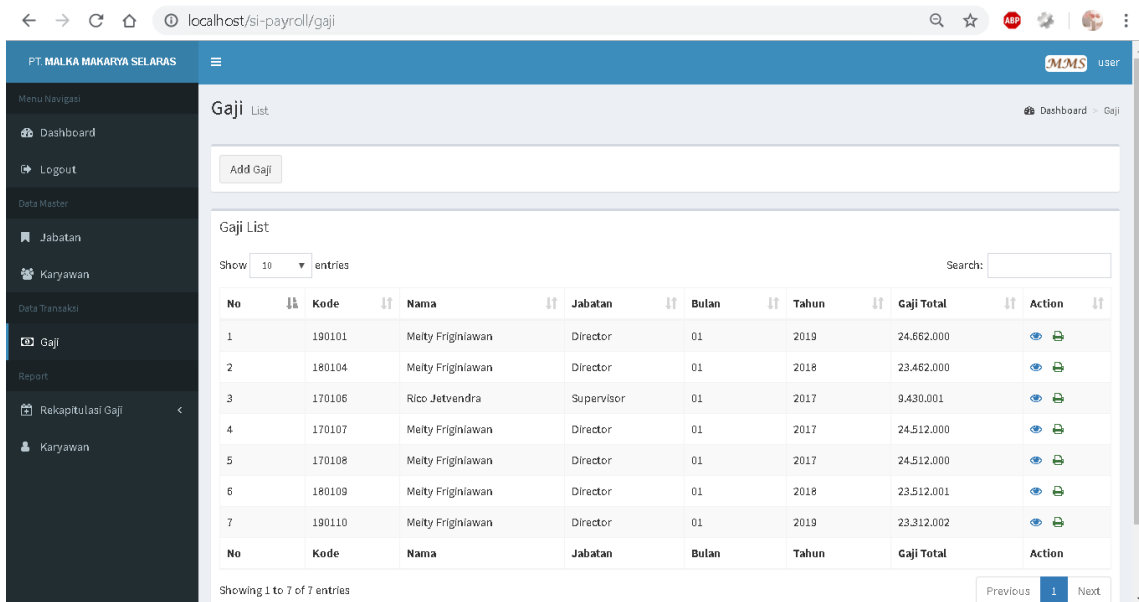 localhost/si-payroll/gaji
ABP
PT. MALKA MAKARYA SELARAS
MMS user
Menu Navigasi
Dashboard
Logout
Data Master
Jabatan
Karyawan
Data Transaksi
Gaji
Report
Rekapitulasi Gaji
Karyawan
Gaji List
Dashboard > Gaji
Add Gaji
Gaji List
Show 10 entries
Search:
No Kode Nama Jabatan Bulan Tahun Gaji Total Action
1 190101 Meity Friginiawan Director 01 2019 24.662.000
2 180104 Meity Friginiawan Director 01 2018 23.462.000
3 170106 Rico Jetvendra Supervisor 01 2017 9.430.001
4 170107 Meity Friginiawan Director 01 2017 24.512.000
5 170108 Meity Friginiawan Director 01 2017 24.512.000
6 180109 Meity Friginiawan Director 01 2018 23.512.001
7 190110 Meity Friginiawan Director 01 2019 23.312.002
No Kode Nama Jabatan Bulan Tahun Gaji Total Action
Showing 1 to 7 of 7 entries
Previous 1 Next